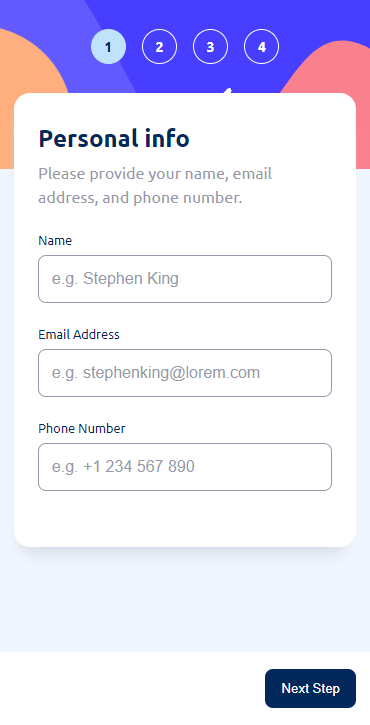 1 2 3 4
Personal info
Please provide your name, email
address, and phone number.
Name
e.g. Stephen King
Email Address
e.g. stephenking@lorem.com
Phone Number
e.g. +1 234 567 890
Next Step